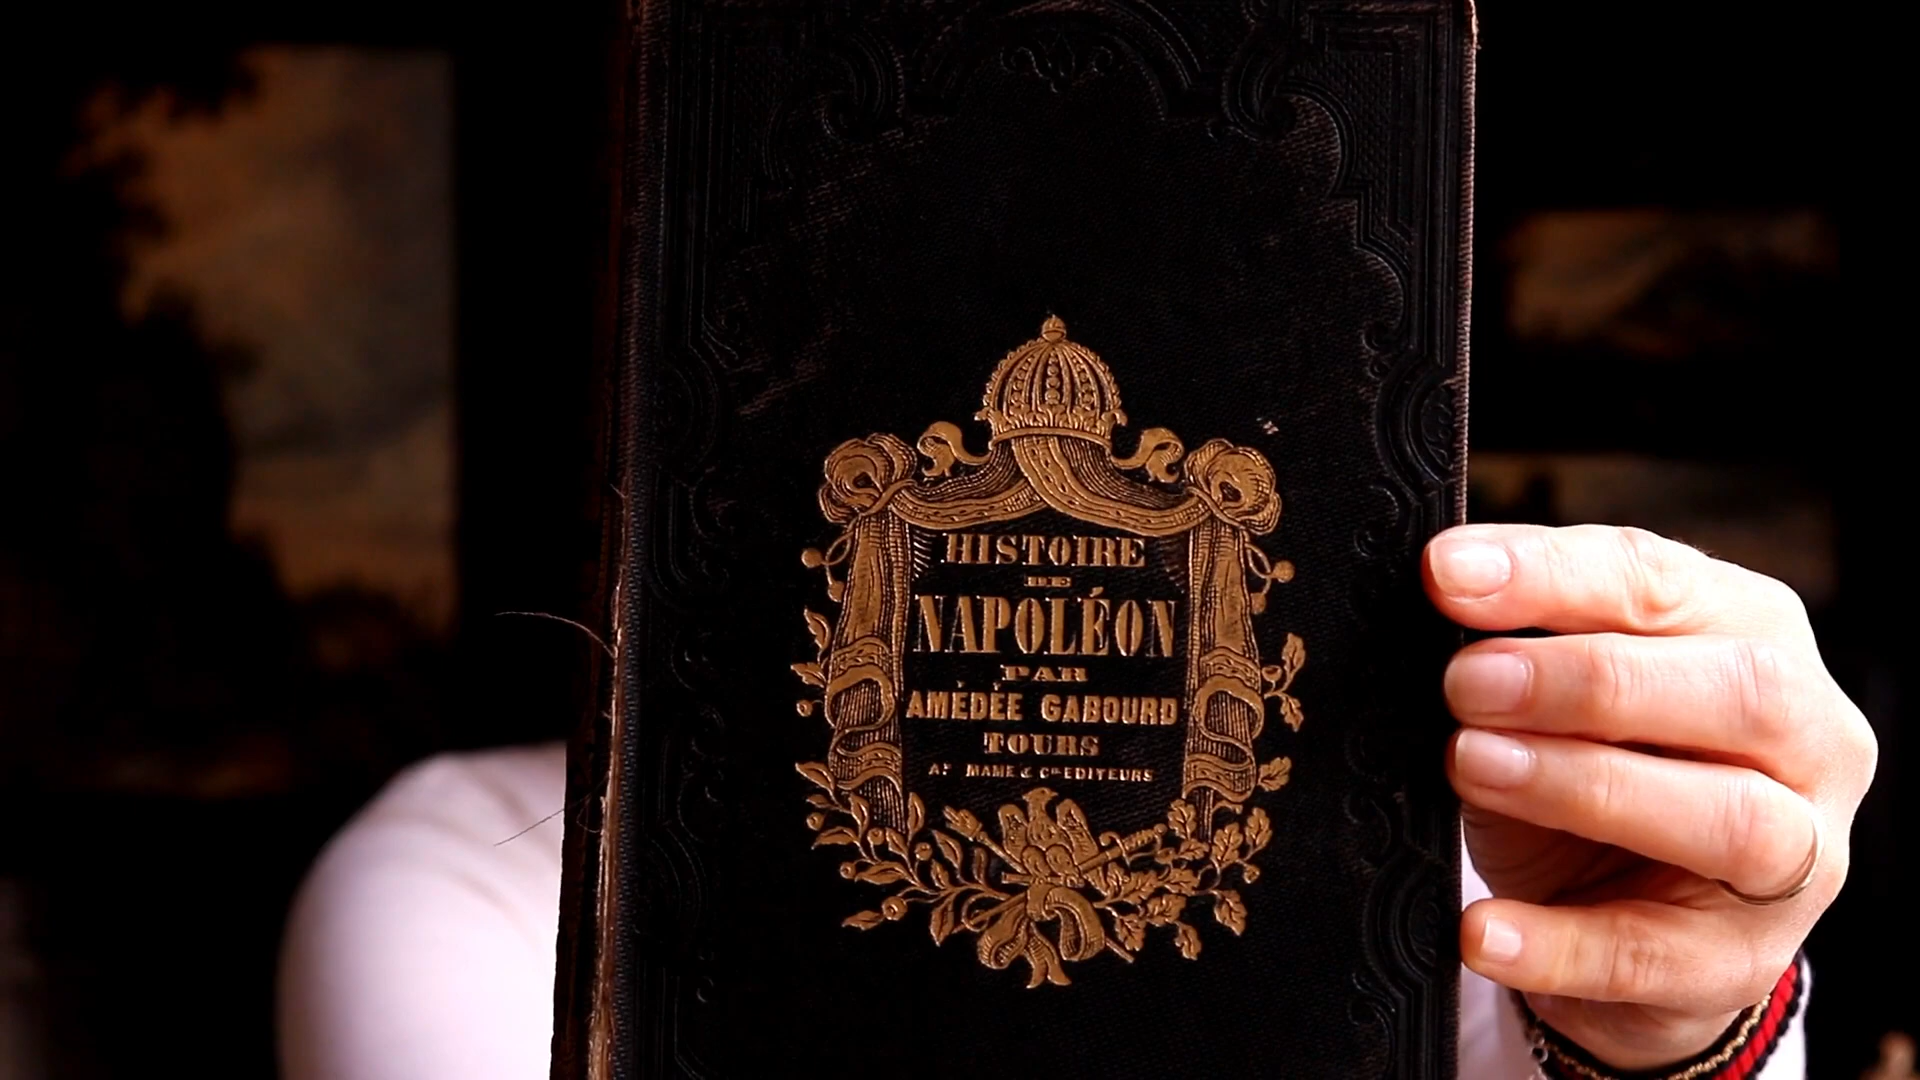 HISTOIRE
DE
NAPOLÉON
PAR
AMÉDÉE GABOURD
TOURS
Aᵈ MAME & Cⁱᵉ EDITEURS